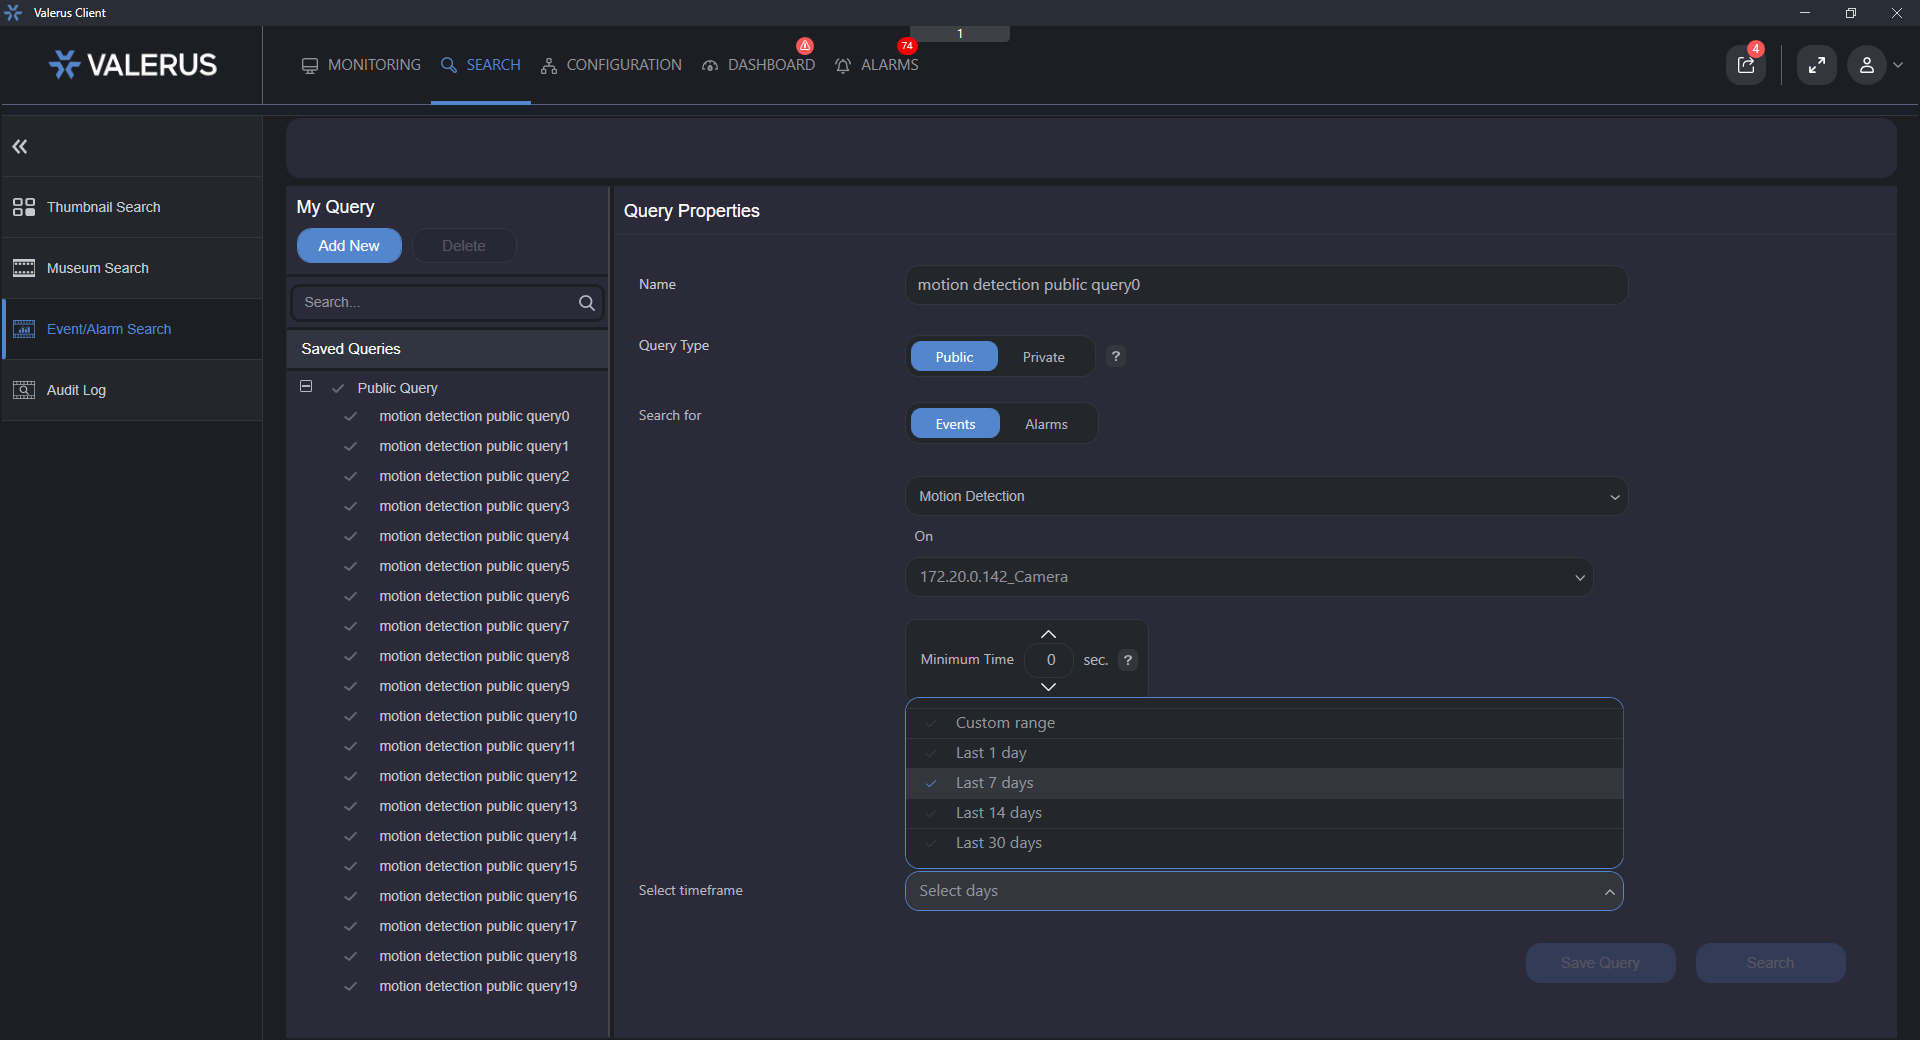 Valerus Client
1
VALERUS
MONITORING
SEARCH
CONFIGURATION
DASHBOARD
74
ALARMS
4
Thumbnail Search
Museum Search
Event/Alarm Search
Audit Log
My Query
Add New
Delete
Search...
Saved Queries
Public Query
motion detection public query0
motion detection public query1
motion detection public query2
motion detection public query3
motion detection public query4
motion detection public query5
motion detection public query6
motion detection public query7
motion detection public query8
motion detection public query9
motion detection public query10
motion detection public query11
motion detection public query12
motion detection public query13
motion detection public query14
motion detection public query15
motion detection public query16
motion detection public query17
motion detection public query18
motion detection public query19
Query Properties
Name
motion detection public query0
Query Type
Public
Private
?
Search for
Events
Alarms
Motion Detection
On
172.20.0.142_Camera
Minimum Time 0 sec. ?
Custom range
Last 1 day
Last 7 days
Last 14 days
Last 30 days
Select timeframe
Select days
Save Query
Search